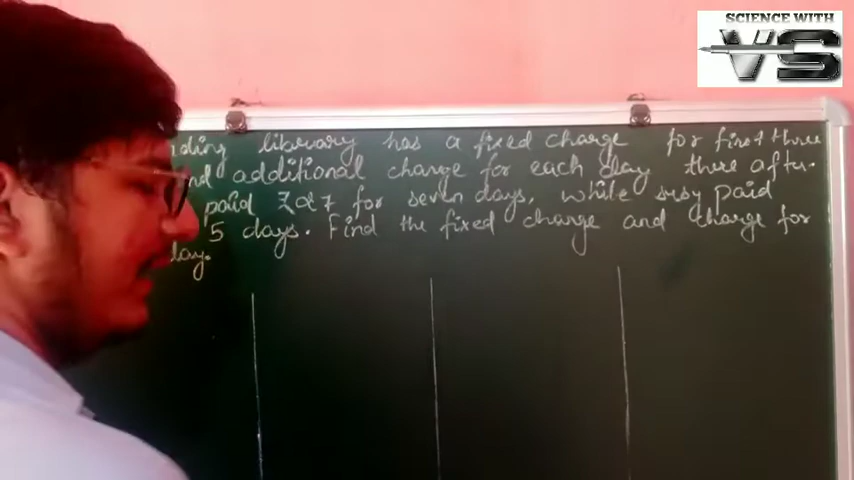 SCIENCE WITH
VS
nding library has a fixed charge for first three
nd additional charge for each day there after.
paid ₹27 for seven days, while susy paid
5 days. Find the fixed charge and charge for
day.